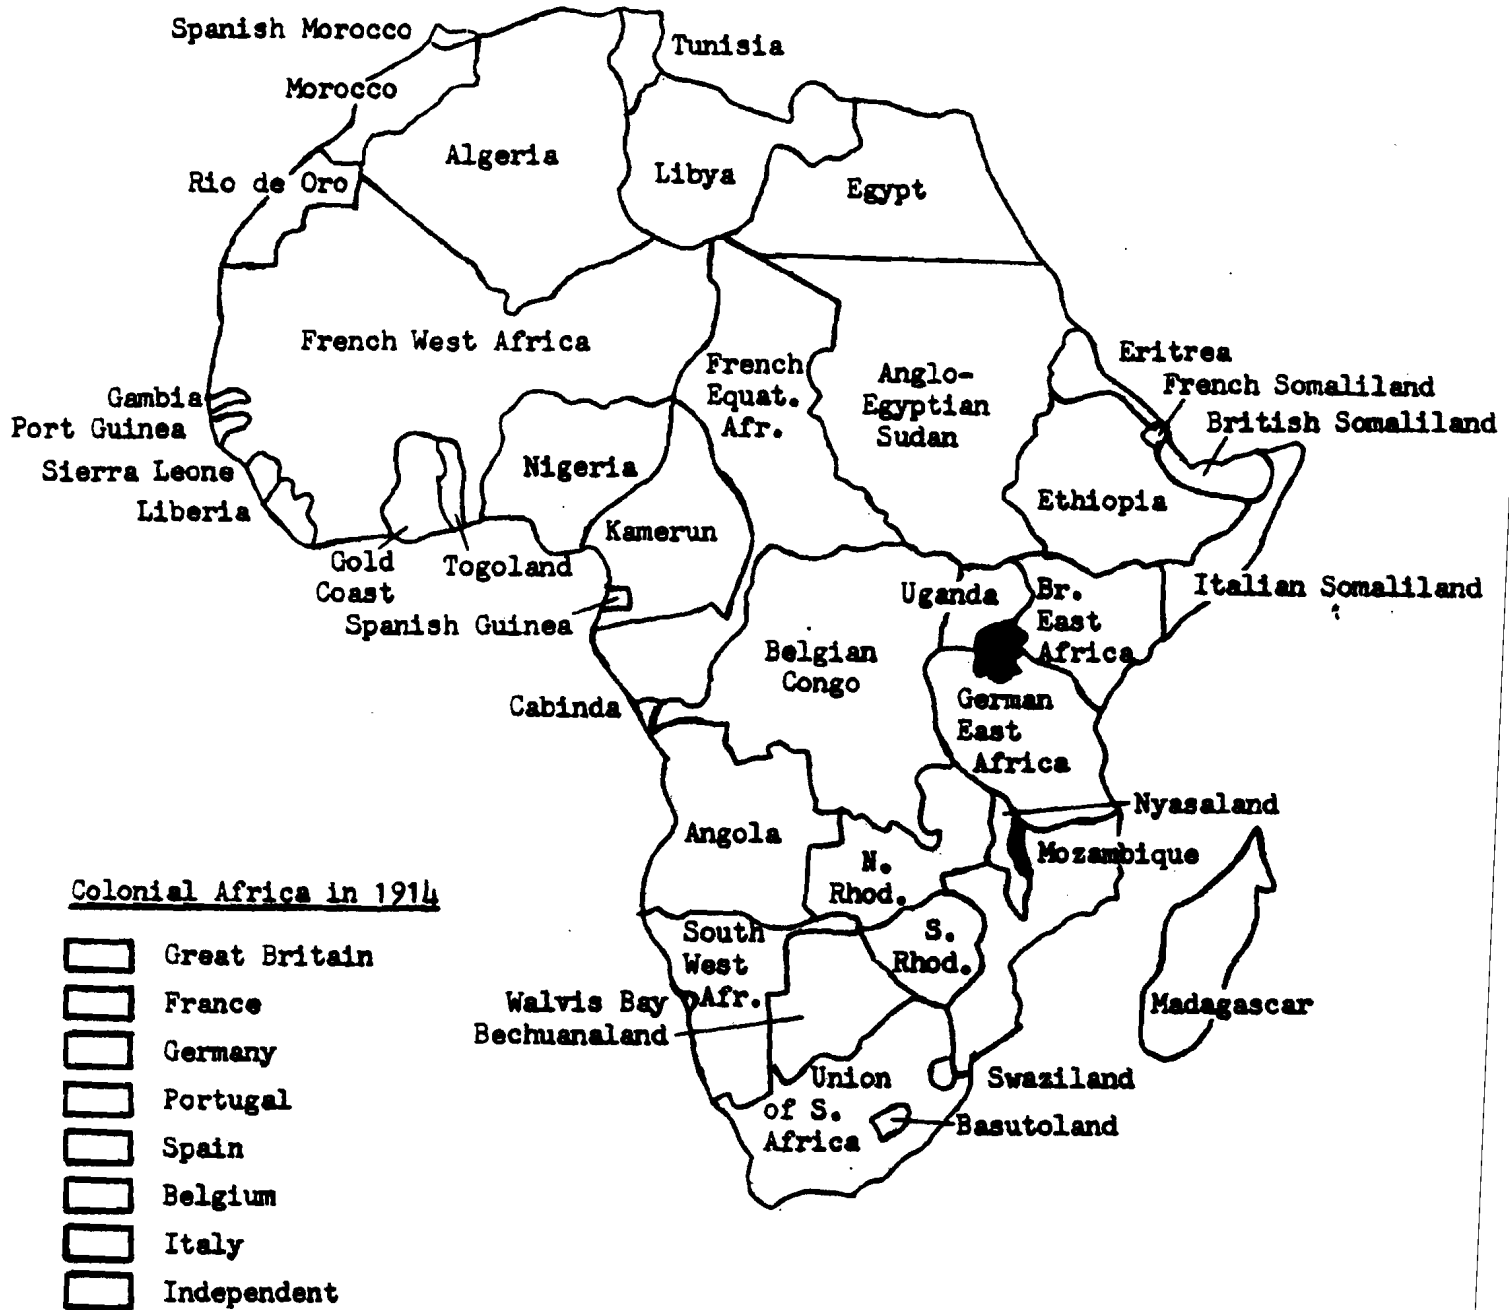 Spanish Morocco
Tunisia
Morocco
Algeria
Libya
Rio de Oro
Egypt
French West Africa
Eritrea
French
Equat.
Afr.
Anglo-
Egyptian
Sudan
French Somaliland
Gambia
British Somaliland
Port Guinea
Sierra Leone
Nigeria
Liberia
Ethiopia
Kamerun
Gold
Coast
Togoland
Uganda
Br.
East
Africa
Italian Somaliland
Spanish Guinea
Belgian
Congo
Cabinda
German
East
Africa
Nyasaland
Angola
Mozambique
N.
Rhod.
South
West
Afr.
S.
Rhod.
Walvis Bay
Bechuanaland
Madagascar
Union
of S.
Africa
Swaziland
Basutoland
Colonial Africa in 1914
Great Britain
France
Germany
Portugal
Spain
Belgium
Italy
Independent